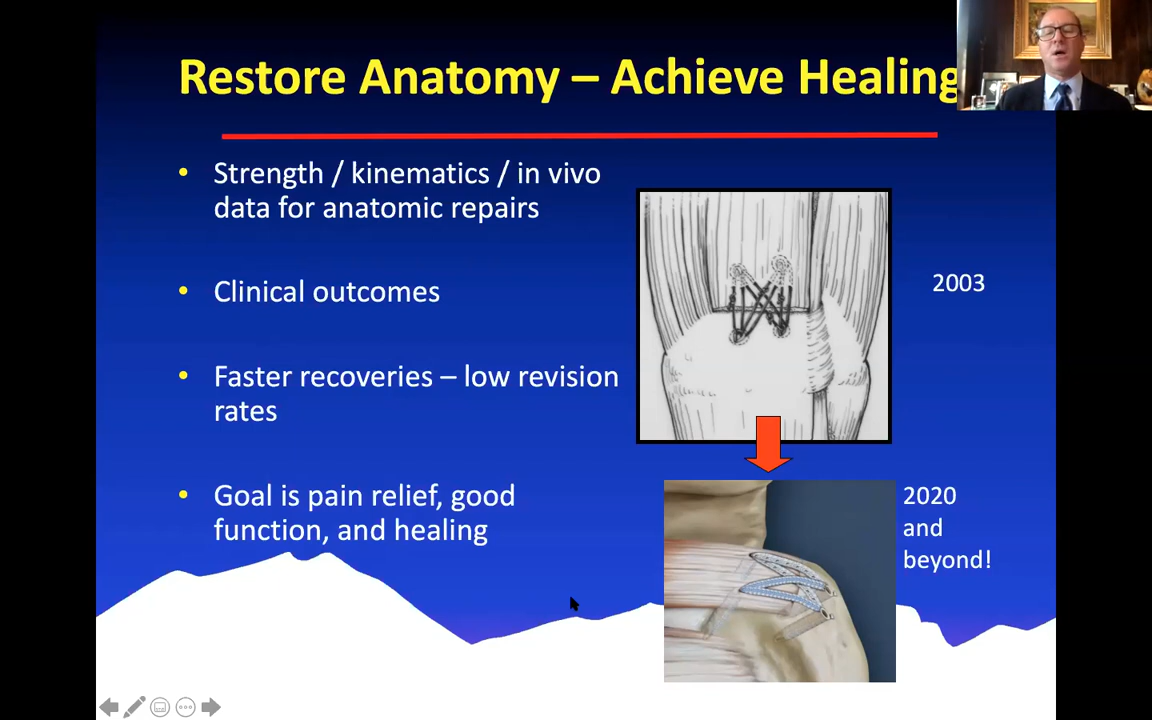 Restore Anatomy – Achieve Healing
• Strength / kinematics / in vivo
data for anatomic repairs
• Clinical outcomes
• Faster recoveries – low revision
rates
• Goal is pain relief, good
function, and healing
2003
2020
and
beyond!